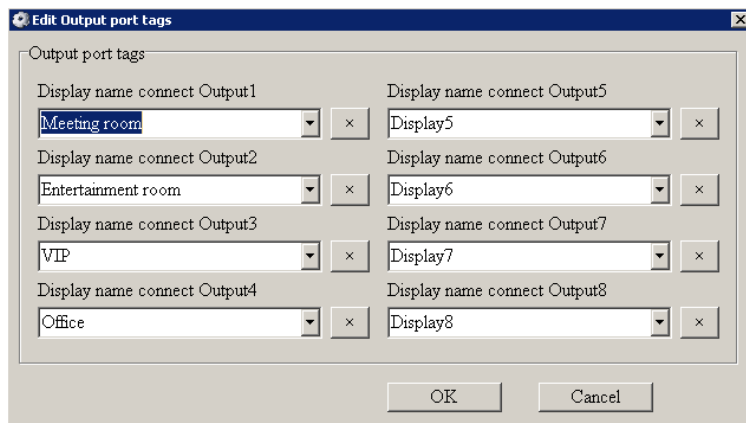 Edit Output port tags
Output port tags
Display name connect Output1
Meeting room
×
Display name connect Output2
Entertainment room
×
Display name connect Output3
VIP
×
Display name connect Output4
Office
×
Display name connect Output5
Display5
×
Display name connect Output6
Display6
×
Display name connect Output7
Display7
×
Display name connect Output8
Display8
×
OK
Cancel